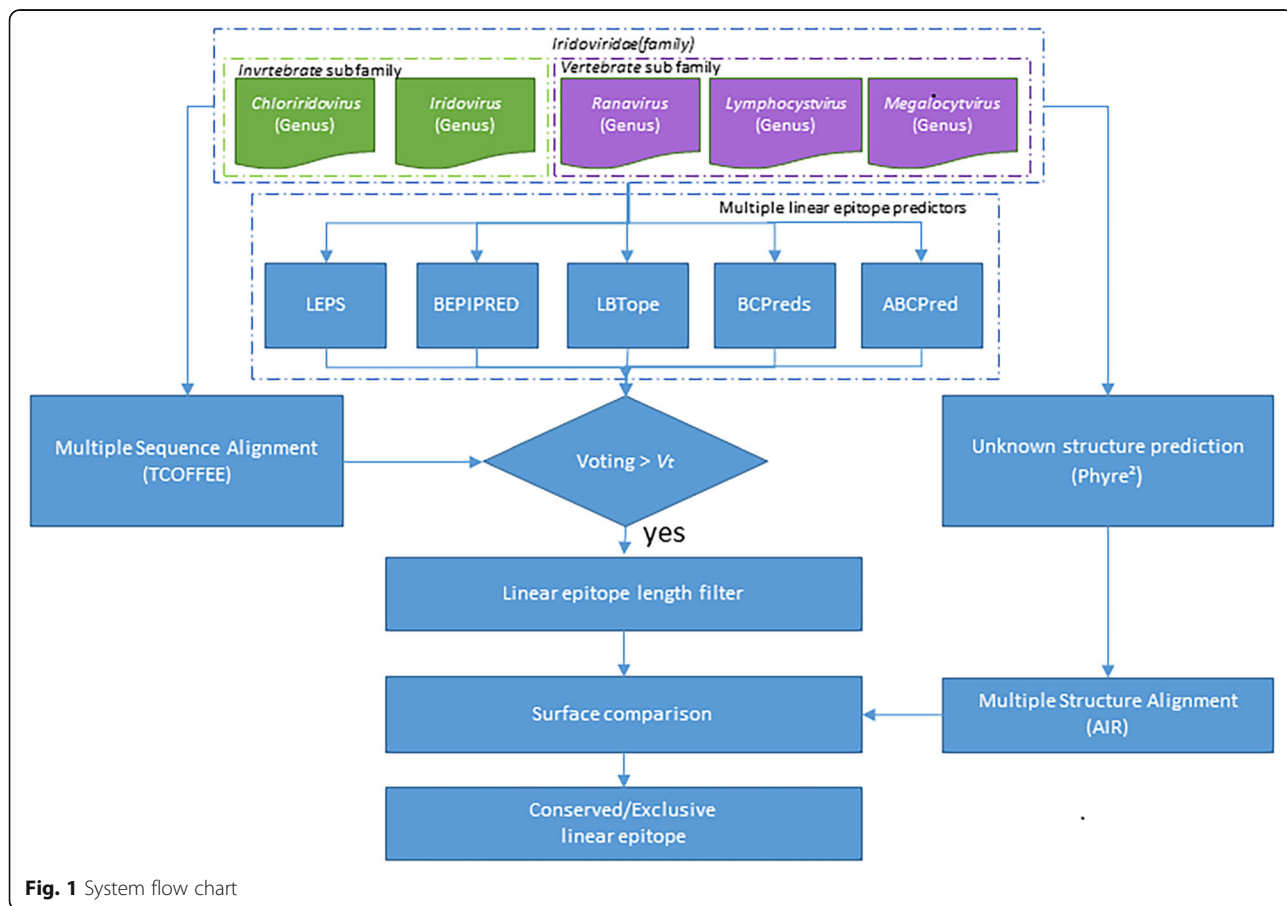 Iridoviridae(family)
Invrtebrate sub family
Vertebrate sub family
Chloriridovirus
(Genus)
Iridovirus
(Genus)
Ranavirus
(Genus)
Lymphocystvirus
(Genus)
Megalocytvirus
(Genus)
Multiple linear epitope predictors
LEPS
BEPIPRED
LBTope
BCPreds
ABCPred
Multiple Sequence Alignment
(TCOFFEE)
Voting > Vt
Unknown structure prediction
(Phyre²)
yes
Linear epitope length filter
Surface comparison
Multiple Structure Alignment
(AIR)
Conserved/Exclusive
linear epitope
Fig. 1 System flow chart